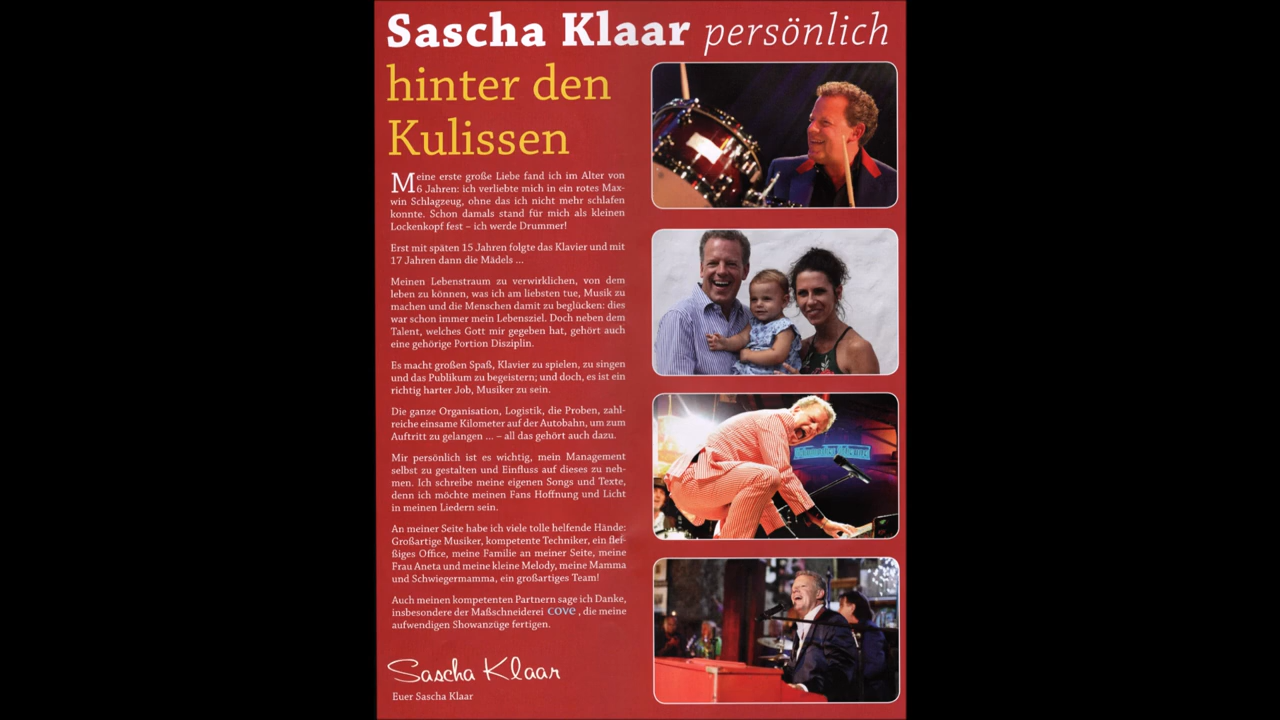 Sascha Klaar persönlich
hinter den
Kulissen
Meine erste große Liebe fand ich im Alter von
6 Jahren: ich verliebte mich in ein rotes Max-
win Schlagzeug, ohne das ich nicht mehr schlafen
konnte. Schon damals stand für mich als kleinen
Lockenkopf fest – ich werde Drummer!
Erst mit späten 15 Jahren folgte das Klavier und mit
17 Jahren dann die Mädels ...
Meinen Lebenstraum zu verwirklichen, von dem
leben zu können, was ich am liebsten tue, Musik zu
machen und die Menschen damit zu beglücken: dies
war schon immer mein Lebensziel. Doch neben dem
Talent, welches Gott mir gegeben hat, gehört auch
eine gehörige Portion Disziplin.
Es macht großen Spaß, Klavier zu spielen, zu singen
und das Publikum zu begeistern; und doch, es ist ein
richtig harter Job, Musiker zu sein.
Die ganze Organisation, Logistik, die Proben, zahl-
reiche einsame Kilometer auf der Autobahn, um zum
Auftritt zu gelangen ... – all das gehört auch dazu.
Mir persönlich ist es wichtig, mein Management
selbst zu gestalten und Einfluss auf dieses zu neh-
men. Ich schreibe meine eigenen Songs und Texte,
denn ich möchte meinen Fans Hoffnung und Licht
in meinen Liedern sein.
An meiner Seite habe ich viele tolle helfende Hände:
Großartige Musiker, kompetente Techniker, ein flei-
ßiges Office, meine Familie an meiner Seite, meine
Frau Aneta und meine kleine Melody, meine Mamma
und Schwiegermamma, ein großartiges Team!
Auch meinen kompetenten Partnern sage ich Danke,
insbesondere der Maßschneiderei cove , die meine
aufwendigen Showanzüge fertigen.
Sascha Klaar
Euer Sascha Klaar